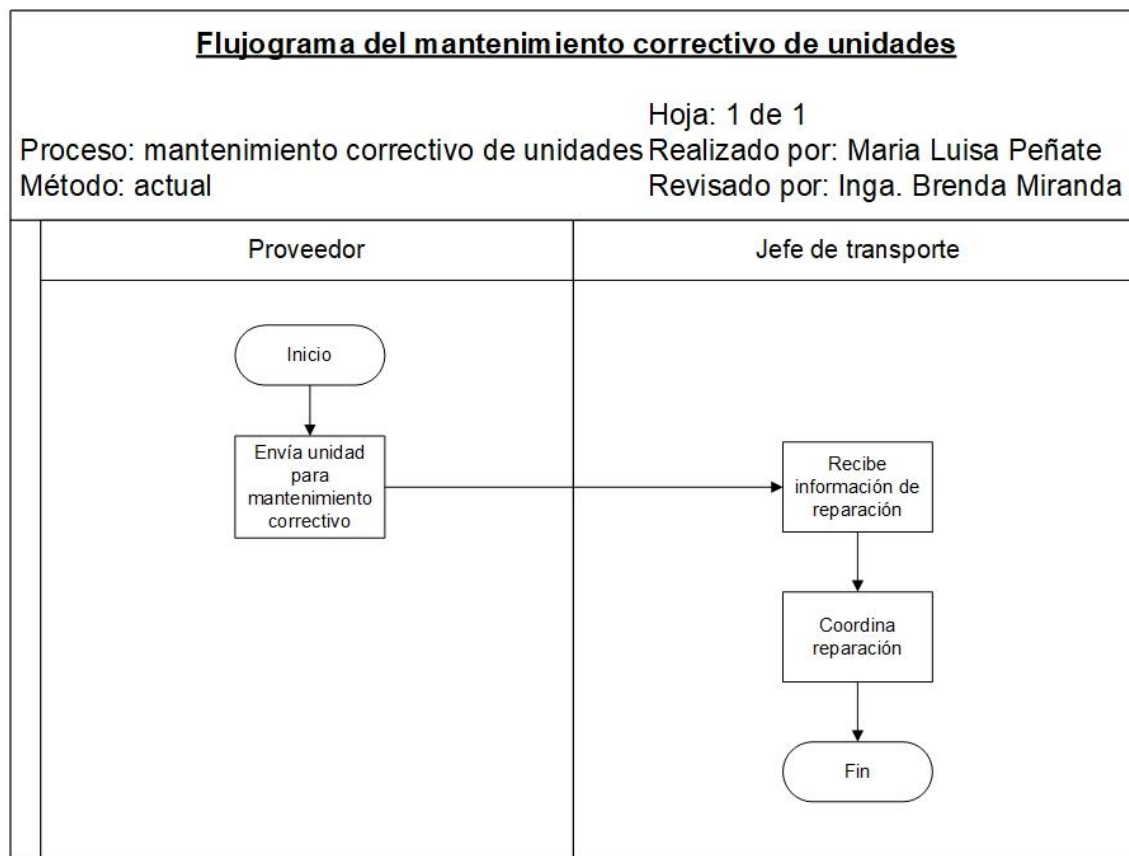 Flujograma del mantenimiento correctivo de unidades
Hoja: 1 de 1
Proceso: mantenimiento correctivo de unidades
Realizado por: Maria Luisa Peñate
Método: actual
Revisado por: Inga. Brenda Miranda
Proveedor
Jefe de transporte
Inicio
Envía unidad
para
mantenimiento
correctivo
Recibe
información de
reparación
Coordina
reparación
Fin